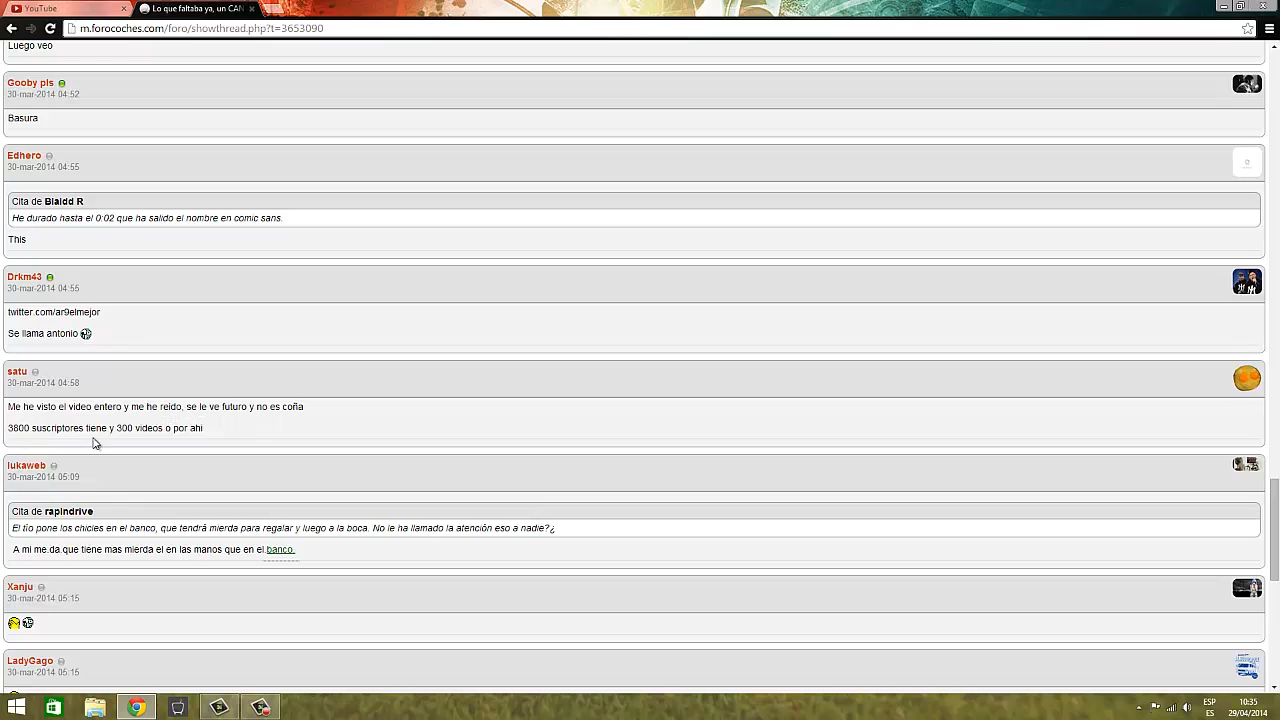 YouTube
Lo que faltaba ya, un CAN
m.forocoches.com/foro/showthread.php?t=3653090
Luego veo
Gooby pls
30-mar-2014 04:52
Basura
Edhero
30-mar-2014 04:55
Cita de Blaidd R
He durado hasta el 0:02 que ha salido el nombre en comic sans.
This
Drkm43
30-mar-2014 04:55
twitter.com/ar9elmejor
Se llama antonio
satu
30-mar-2014 04:58
Me he visto el video entero y me he reido, se le ve futuro y no es coña
3800 suscriptores tiene y 300 videos o por ahi
lukaweb
30-mar-2014 05:09
Cita de rapindrive
El tío pone los chicles en el banco, que tendrá mierda para regalar y luego a la boca. No le ha llamado la atención eso a nadie?¿
A mi me da que tiene mas mierda el en las manos que en el banco.
Xanju
30-mar-2014 05:15
LadyGago
30-mar-2014 05:15
ESP
ES
10:35
29/04/2014